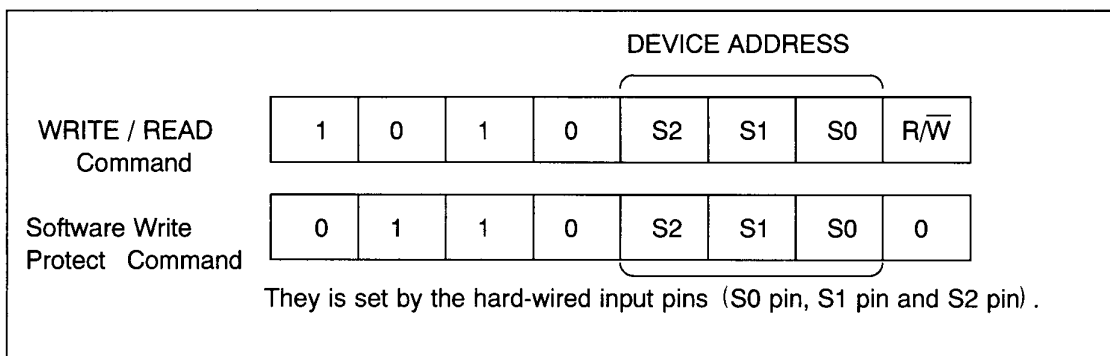 DEVICE ADDRESS
WRITE / READ
Command
1 0 1 0 S2 S1 S0 R/W̅
Software Write
Protect Command
0 1 1 0 S2 S1 S0 0
They is set by the hard-wired input pins (S0 pin, S1 pin and S2 pin) .